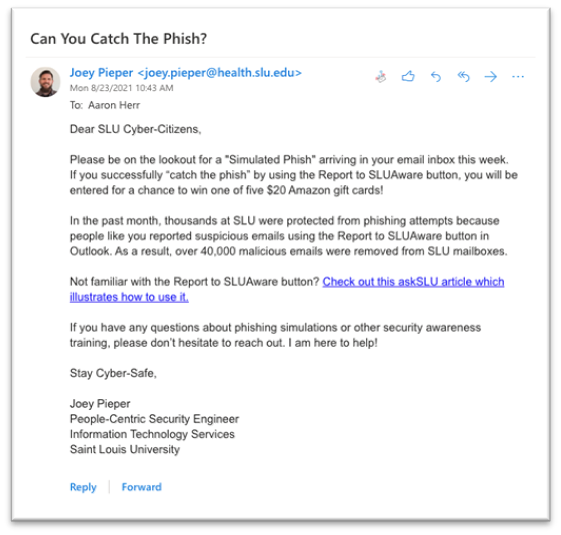 Can You Catch The Phish?
Joey Pieper <joey.pieper@health.slu.edu>
Mon 8/23/2021 10:43 AM
To: Aaron Herr
Dear SLU Cyber-Citizens,
Please be on the lookout for a "Simulated Phish" arriving in your email inbox this week.
If you successfully “catch the phish” by using the Report to SLUAware button, you will be
entered for a chance to win one of five $20 Amazon gift cards!
In the past month, thousands at SLU were protected from phishing attempts because
people like you reported suspicious emails using the Report to SLUAware button in
Outlook. As a result, over 40,000 malicious emails were removed from SLU mailboxes.
Not familiar with the Report to SLUAware button? Check out this askSLU article which
illustrates how to use it.
If you have any questions about phishing simulations or other security awareness
training, please don’t hesitate to reach out. I am here to help!
Stay Cyber-Safe,
Joey Pieper
People-Centric Security Engineer
Information Technology Services
Saint Louis University
Reply Forward